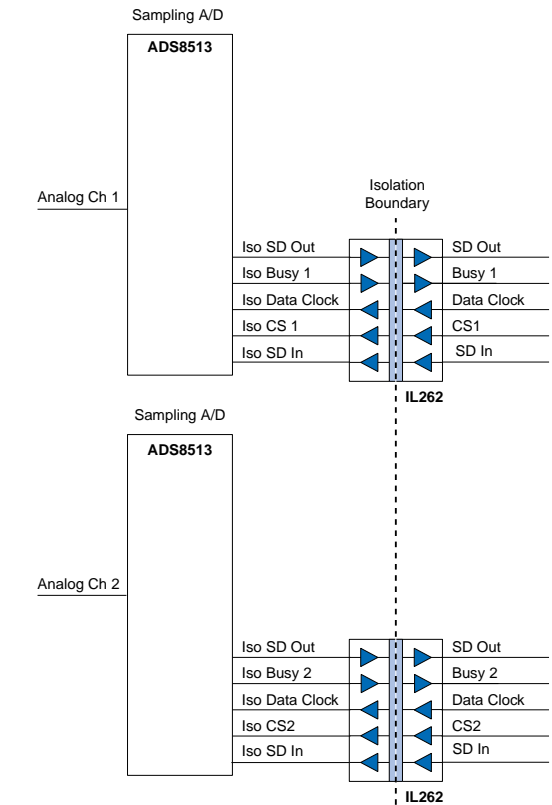 Sampling A/D
ADS8513
Analog Ch 1
Isolation
Boundary
Iso SD Out
SD Out
Iso Busy 1
Busy 1
Iso Data Clock
Data Clock
Iso CS 1
CS1
Iso SD In
SD In
IL262
Sampling A/D
ADS8513
Analog Ch 2
Iso SD Out
SD Out
Iso Busy 2
Busy 2
Iso Data Clock
Data Clock
Iso CS2
CS2
Iso SD In
SD In
IL262